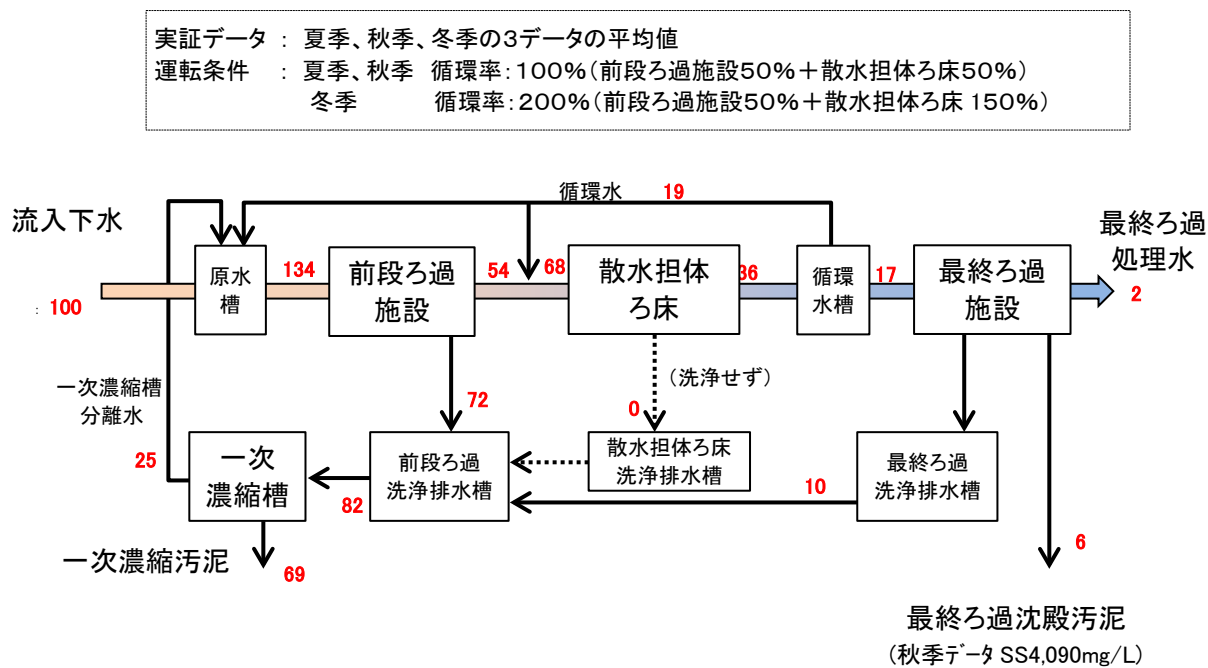 実証データ : 夏季、秋季、冬季の3データの平均値
運転条件 : 夏季、秋季 循環率:100%(前段ろ過施設50%+散水担体ろ床50%)
冬季 循環率:200%(前段ろ過施設50%+散水担体ろ床 150%)
循環水 19
流入下水
最終ろ過
処理水
原水
槽
134
前段ろ過
施設
54
68
散水担体
ろ床
36
循環
水槽
17
最終ろ過
施設
2
: 100
一次濃縮槽
分離水
72
(洗浄せず)
0
25
一次
濃縮槽
82
前段ろ過
洗浄排水槽
散水担体ろ床
洗浄排水槽
10
最終ろ過
洗浄排水槽
6
一次濃縮汚泥
69
最終ろ過沈殿汚泥
(秋季データ SS4,090mg/L)